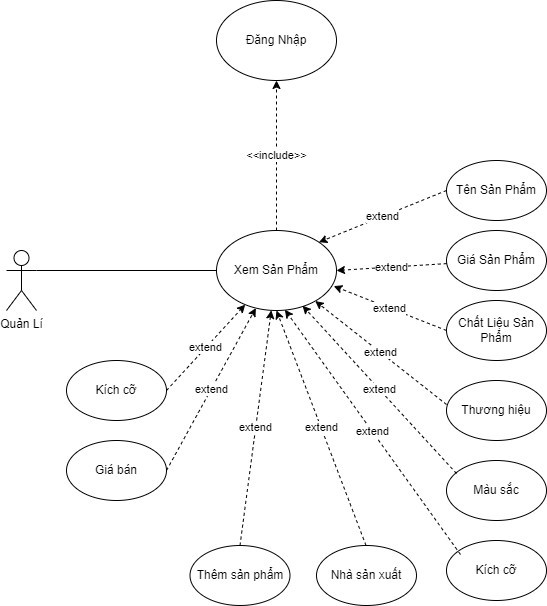 Đăng Nhập
<<include>>
Tên Sản Phẩm
extend
Xem Sản Phẩm
extend
Giá Sản Phẩm
extend
Chất Liệu Sản
Phẩm
Quản Lí
extend
extend
Kích cỡ
extend
extend
Thương hiệu
extend
extend
extend
Giá bán
Màu sắc
Thêm sản phẩm
Nhà sản xuất
Kích cỡ